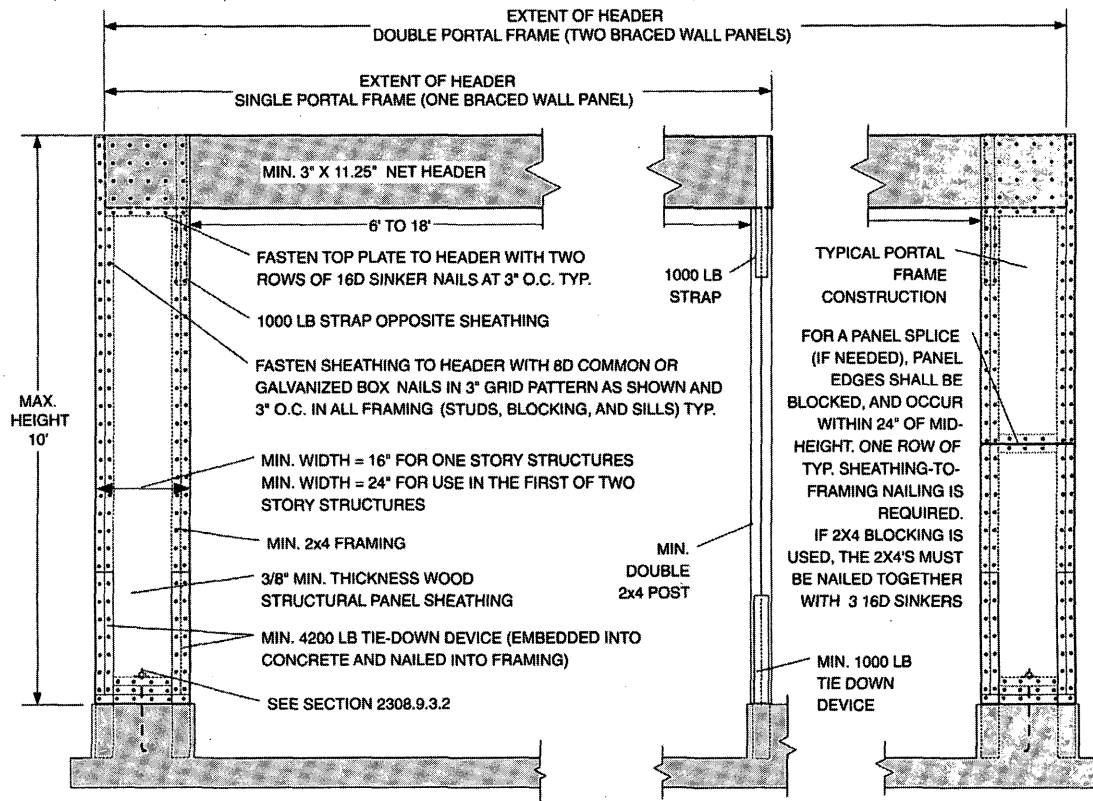 EXTENT OF HEADER
DOUBLE PORTAL FRAME (TWO BRACED WALL PANELS)
EXTENT OF HEADER
SINGLE PORTAL FRAME (ONE BRACED WALL PANEL)
MIN. 3" X 11.25" NET HEADER
6' TO 18'
FASTEN TOP PLATE TO HEADER WITH TWO
ROWS OF 16D SINKER NAILS AT 3" O.C. TYP.
1000 LB STRAP OPPOSITE SHEATHING
FASTEN SHEATHING TO HEADER WITH 8D COMMON OR
GALVANIZED BOX NAILS IN 3" GRID PATTERN AS SHOWN AND
3" O.C. IN ALL FRAMING (STUDS, BLOCKING, AND SILLS) TYP.
MAX.
HEIGHT
10'
MIN. WIDTH = 16" FOR ONE STORY STRUCTURES
MIN. WIDTH = 24" FOR USE IN THE FIRST OF TWO
STORY STRUCTURES
MIN. 2x4 FRAMING
3/8" MIN. THICKNESS WOOD
STRUCTURAL PANEL SHEATHING
MIN. 4200 LB TIE-DOWN DEVICE (EMBEDDED INTO
CONCRETE AND NAILED INTO FRAMING)
SEE SECTION 2308.9.3.2
1000 LB
STRAP
MIN.
DOUBLE
2x4 POST
MIN. 1000 LB
TIE DOWN
DEVICE
TYPICAL PORTAL
FRAME
CONSTRUCTION
FOR A PANEL SPLICE
(IF NEEDED), PANEL
EDGES SHALL BE
BLOCKED, AND OCCUR
WITHIN 24" OF MID-
HEIGHT. ONE ROW OF
TYP. SHEATHING-TO-
FRAMING NAILING IS
REQUIRED.
IF 2X4 BLOCKING IS
USED, THE 2X4'S MUST
BE NAILED TOGETHER
WITH 3 16D SINKERS